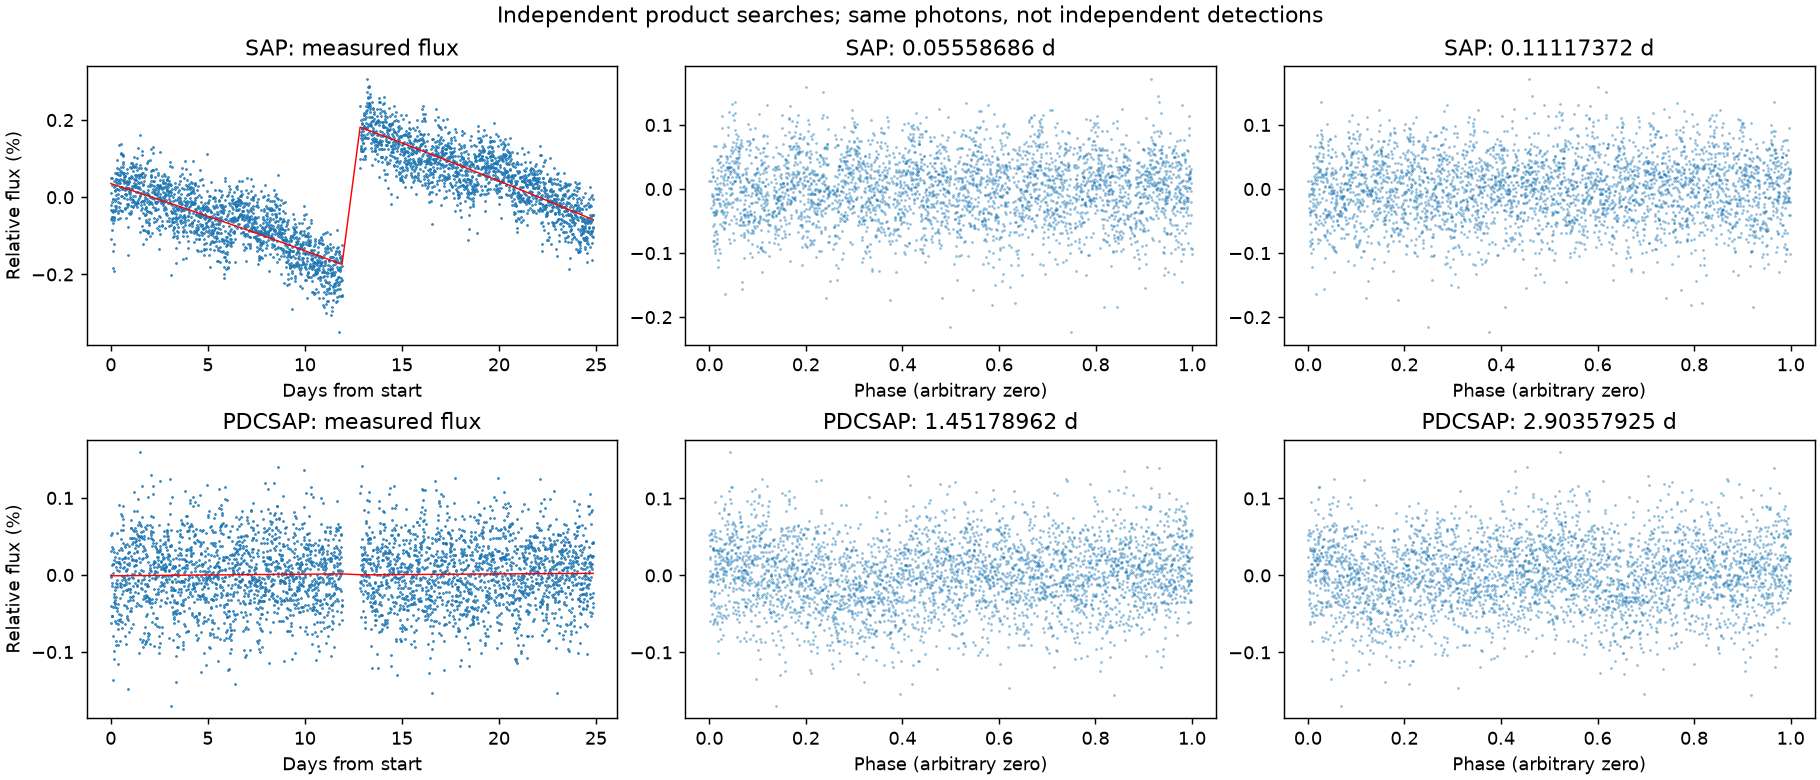 Independent product searches; same photons, not independent detections
SAP: measured flux
Relative flux (%)
0.2
0.0
−0.2
0 5 10 15 20 25
Days from start
SAP: 0.05558686 d
0.1
0.0
−0.1
−0.2
0.0 0.2 0.4 0.6 0.8 1.0
Phase (arbitrary zero)
SAP: 0.11117372 d
0.1
0.0
−0.1
−0.2
0.0 0.2 0.4 0.6 0.8 1.0
Phase (arbitrary zero)
PDCSAP: measured flux
Relative flux (%)
0.1
0.0
−0.1
0 5 10 15 20 25
Days from start
PDCSAP: 1.45178962 d
0.1
0.0
−0.1
0.0 0.2 0.4 0.6 0.8 1.0
Phase (arbitrary zero)
PDCSAP: 2.90357925 d
0.1
0.0
−0.1
0.0 0.2 0.4 0.6 0.8 1.0
Phase (arbitrary zero)